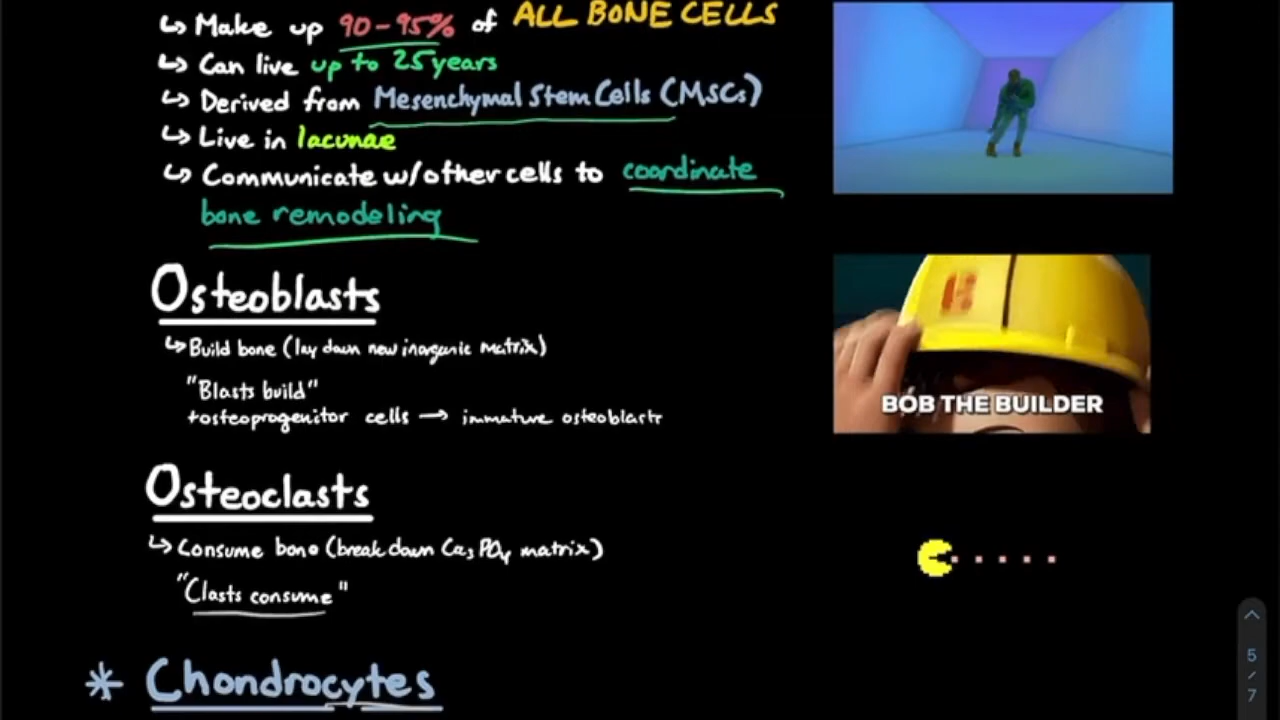 ↳ Make up 90-95% of ALL BONE CELLS
↳ Can live up to 25 years
↳ Derived from Mesenchymal Stem Cells (MSCs)
↳ Live in lacunae
↳ Communicate w/other cells to coordinate
bone remodeling
Osteoblasts
↳ Build bone (lay down new inorganic matrix)
"Blasts build"
BOB THE BUILDER
+osteoprogenitor cells → immature osteoblasts
Osteoclasts
↳ Consume bone (break down Ca3PO4 matrix)
"Clasts consume"
* Chondrocytes
5
/
7